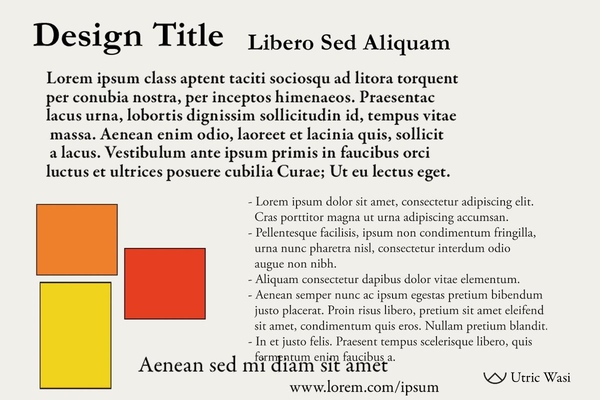 Design Title
Libero Sed Aliquam
Lorem ipsum class aptent taciti sociosqu ad litora torquent
per conubia nostra, per inceptos himenaeos. Praesentac
lacus urna, lobortis dignissim sollicitudin id, tempus vitae
massa. Aenean enim odio, laoreet et lacinia quis, sollicit
a lacus. Vestibulum ante ipsum primis in faucibus orci
luctus et ultrices posuere cubilia Curae; Ut eu lectus eget.
- Lorem ipsum dolor sit amet, consectetur adipiscing elit.
Cras porttitor magna ut urna adipiscing accumsan.
- Pellentesque facilisis, ipsum non condimentum fringilla,
urna nunc pharetra nisl, consectetur interdum odio
augue non nibh.
- Aliquam consectetur dapibus dolor vitae elementum.
- Aenean semper nunc ac ipsum egestas pretium bibendum
justo placerat. Proin risus libero, pretium sit amet eleifend
sit amet, condimentum quis eros. Nullam pretium blandit.
- In et justo felis. Praesent tempus scelerisque libero, quis
fermentum enim faucibus a.
Aenean sed mi diam sit amet
www.lorem.com/ipsum
Utric Wasi